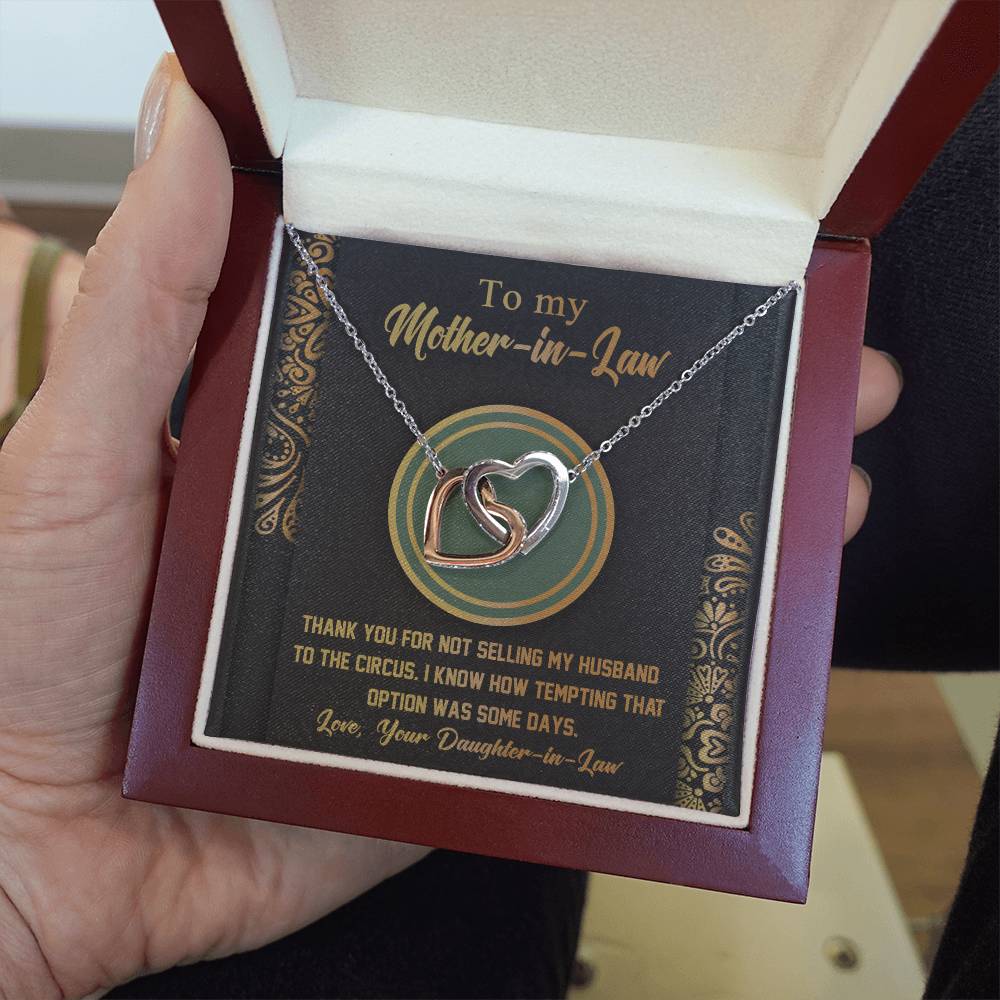 To my
Mother-in-Law
THANK YOU FOR NOT SELLING MY HUSBAND
TO THE CIRCUS. I KNOW HOW TEMPTING THAT
OPTION WAS SOME DAYS.
Love, Your Daughter-in-Law